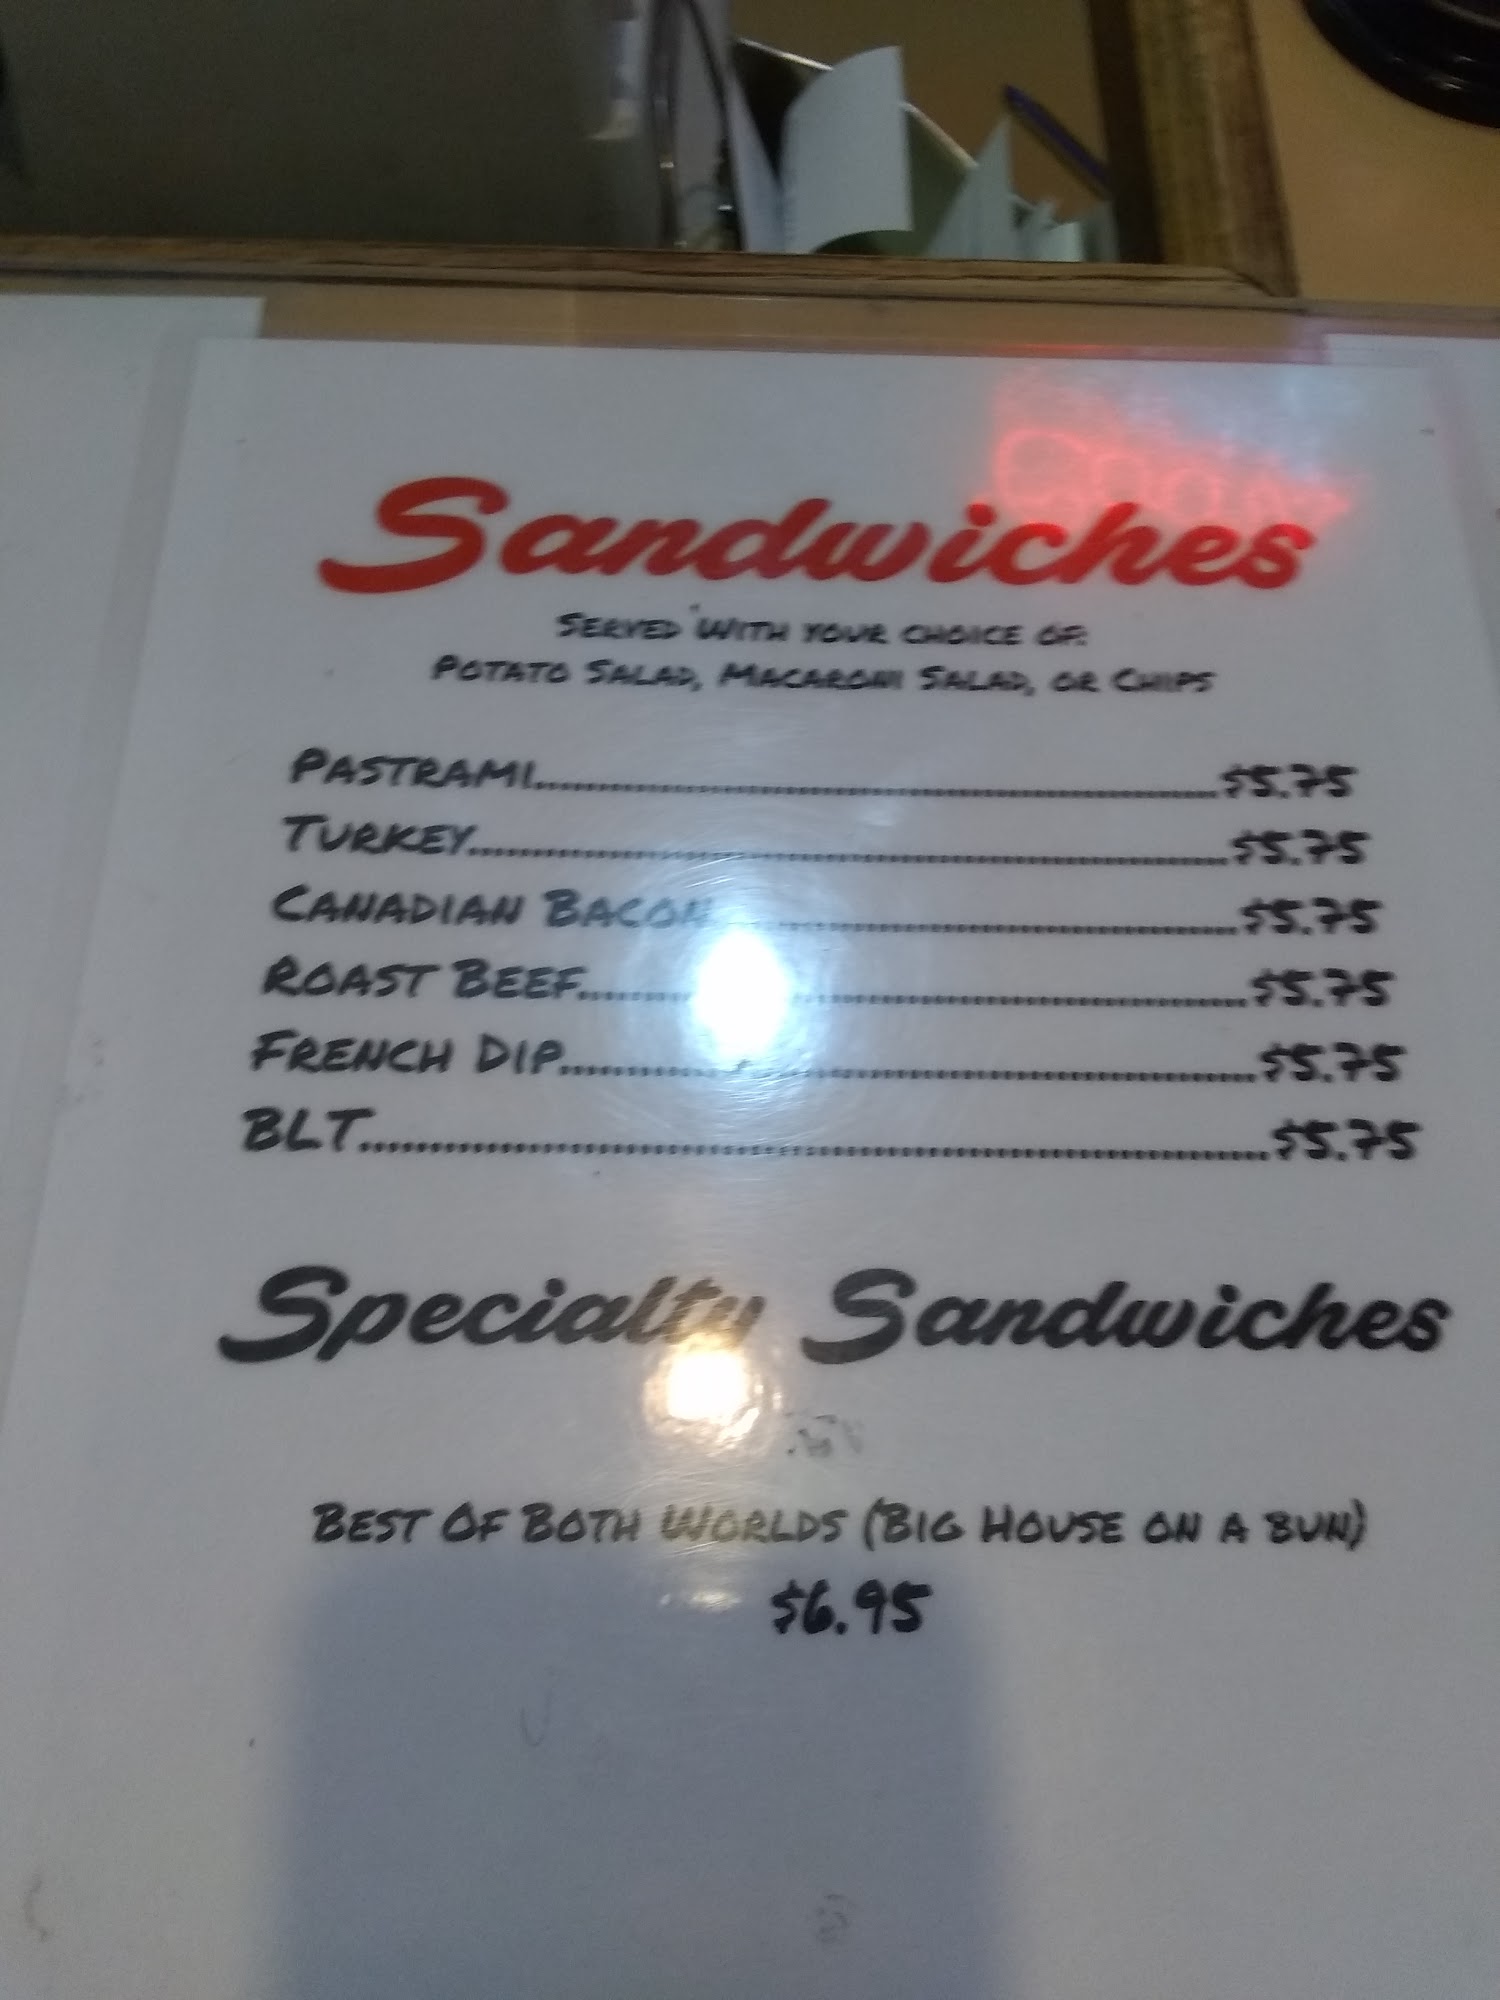 Sandwiches
SERVED WITH YOUR CHOICE OF:
POTATO SALAD, MACARONI SALAD, OR CHIPS
PASTRAMI........................................$5.75
TURKEY........................................$5.75
CANADIAN BACON........................................$5.75
ROAST BEEF........................................$5.75
FRENCH DIP........................................$5.75
BLT........................................$5.75
Specialty Sandwiches
BEST OF BOTH WORLDS (BIG HOUSE ON A BUN)
$6.95